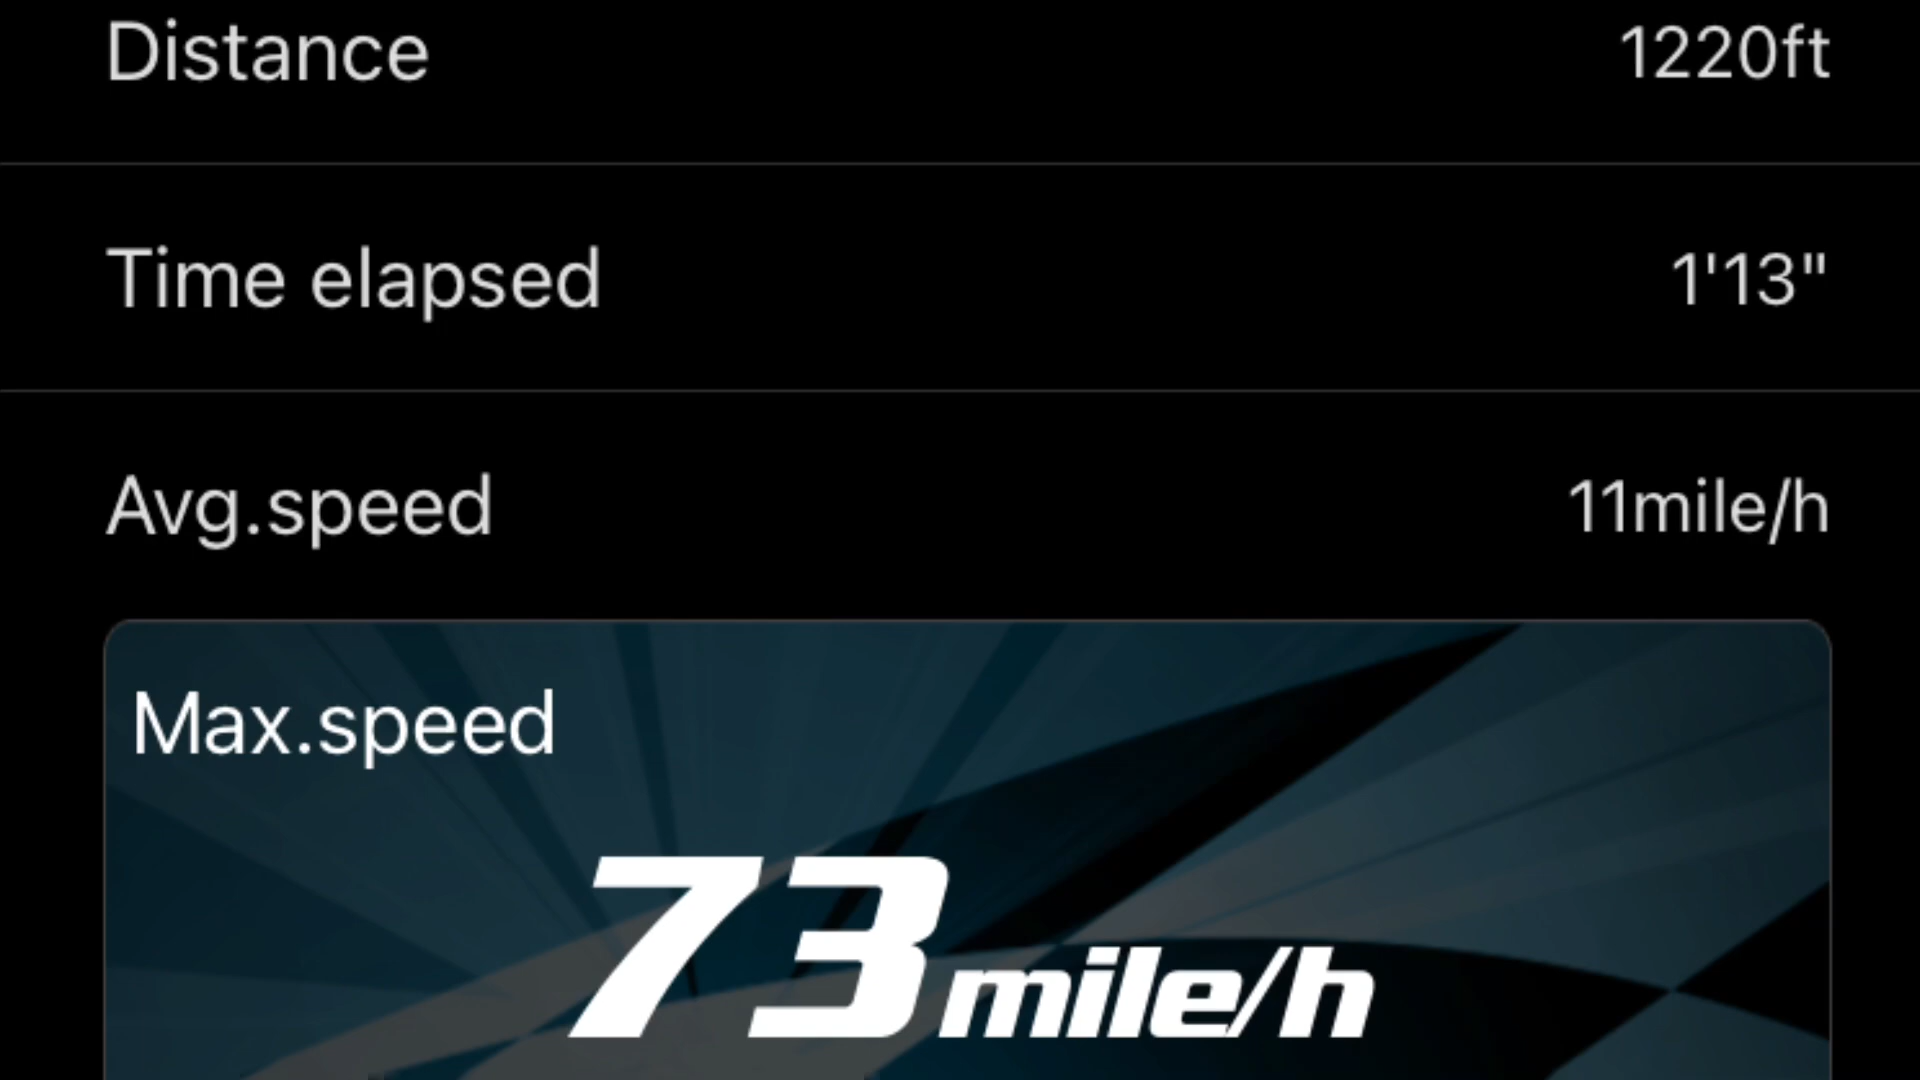 Distance 1220ft
Time elapsed 1'13"
Avg.speed 11mile/h
Max.speed
73mile/h